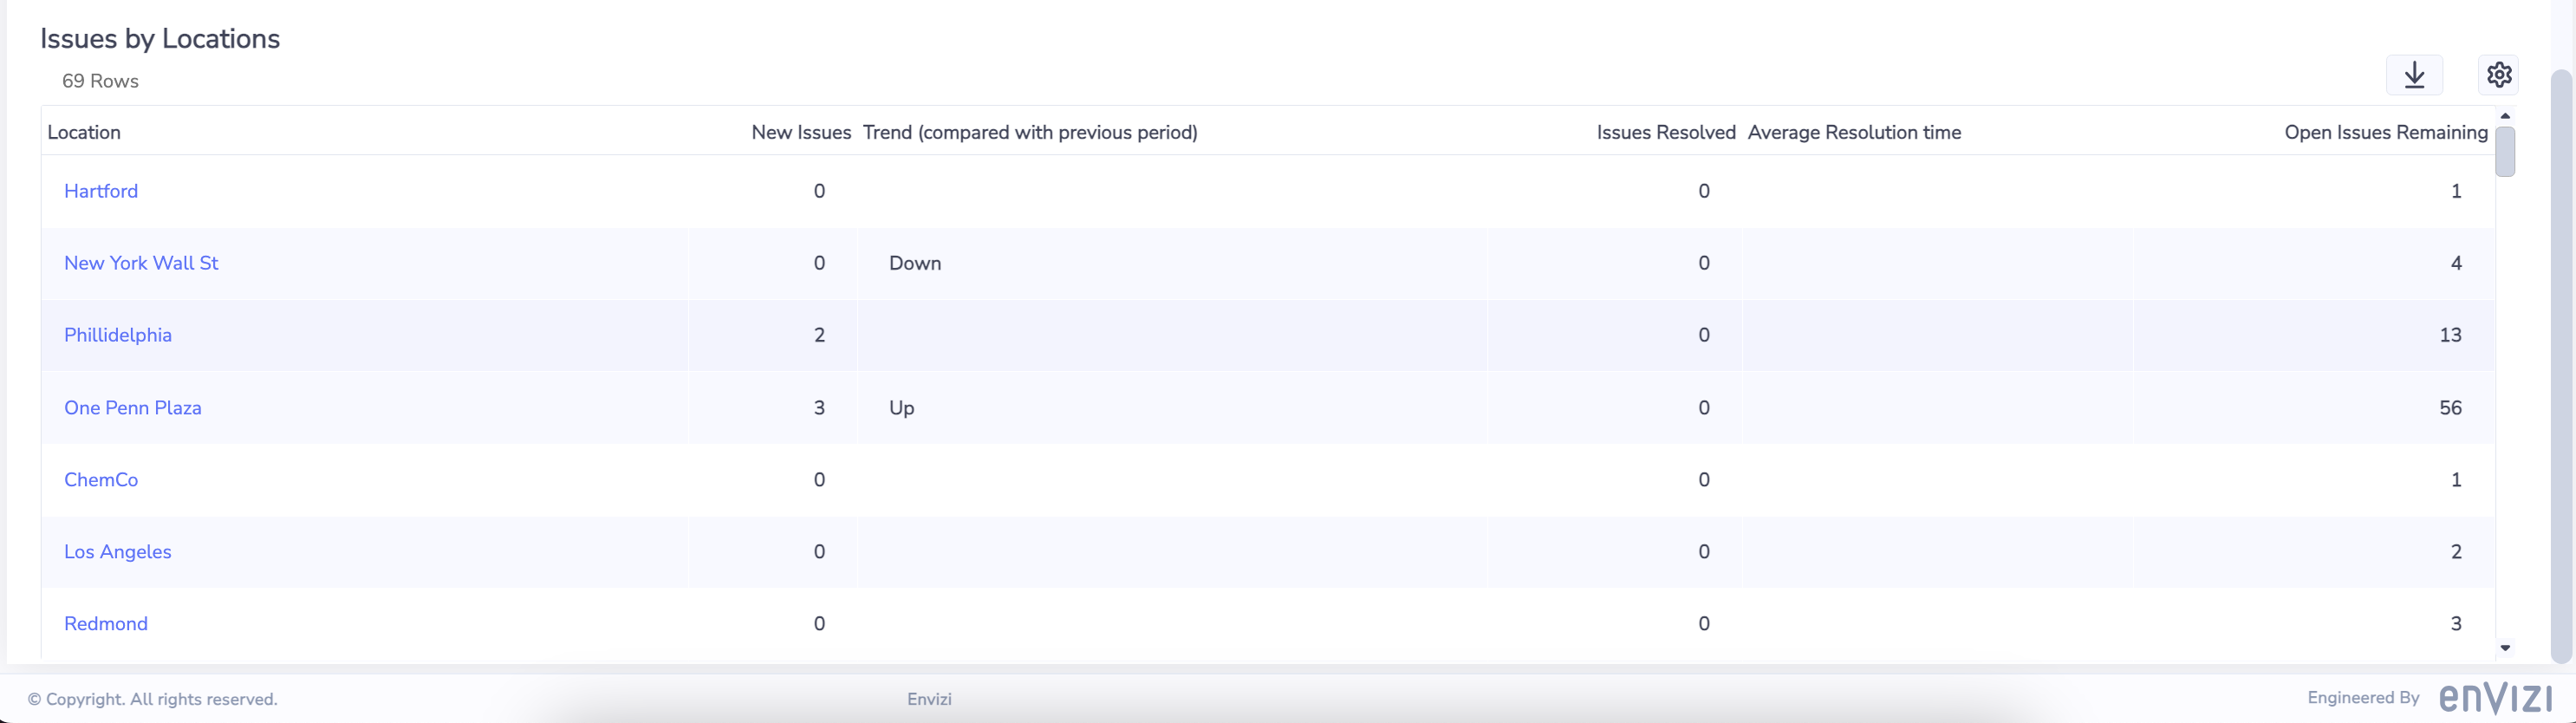 Issues by Locations
69 Rows
Location New Issues Trend (compared with previous period) Issues Resolved Average Resolution time Open Issues Remaining
Hartford 0 0 1
New York Wall St 0 Down 0 4
Phillidelphia 2 0 13
One Penn Plaza 3 Up 0 56
ChemCo 0 0 1
Los Angeles 0 0 2
Redmond 0 0 3
© Copyright. All rights reserved. Envizi Engineered By enVIZI